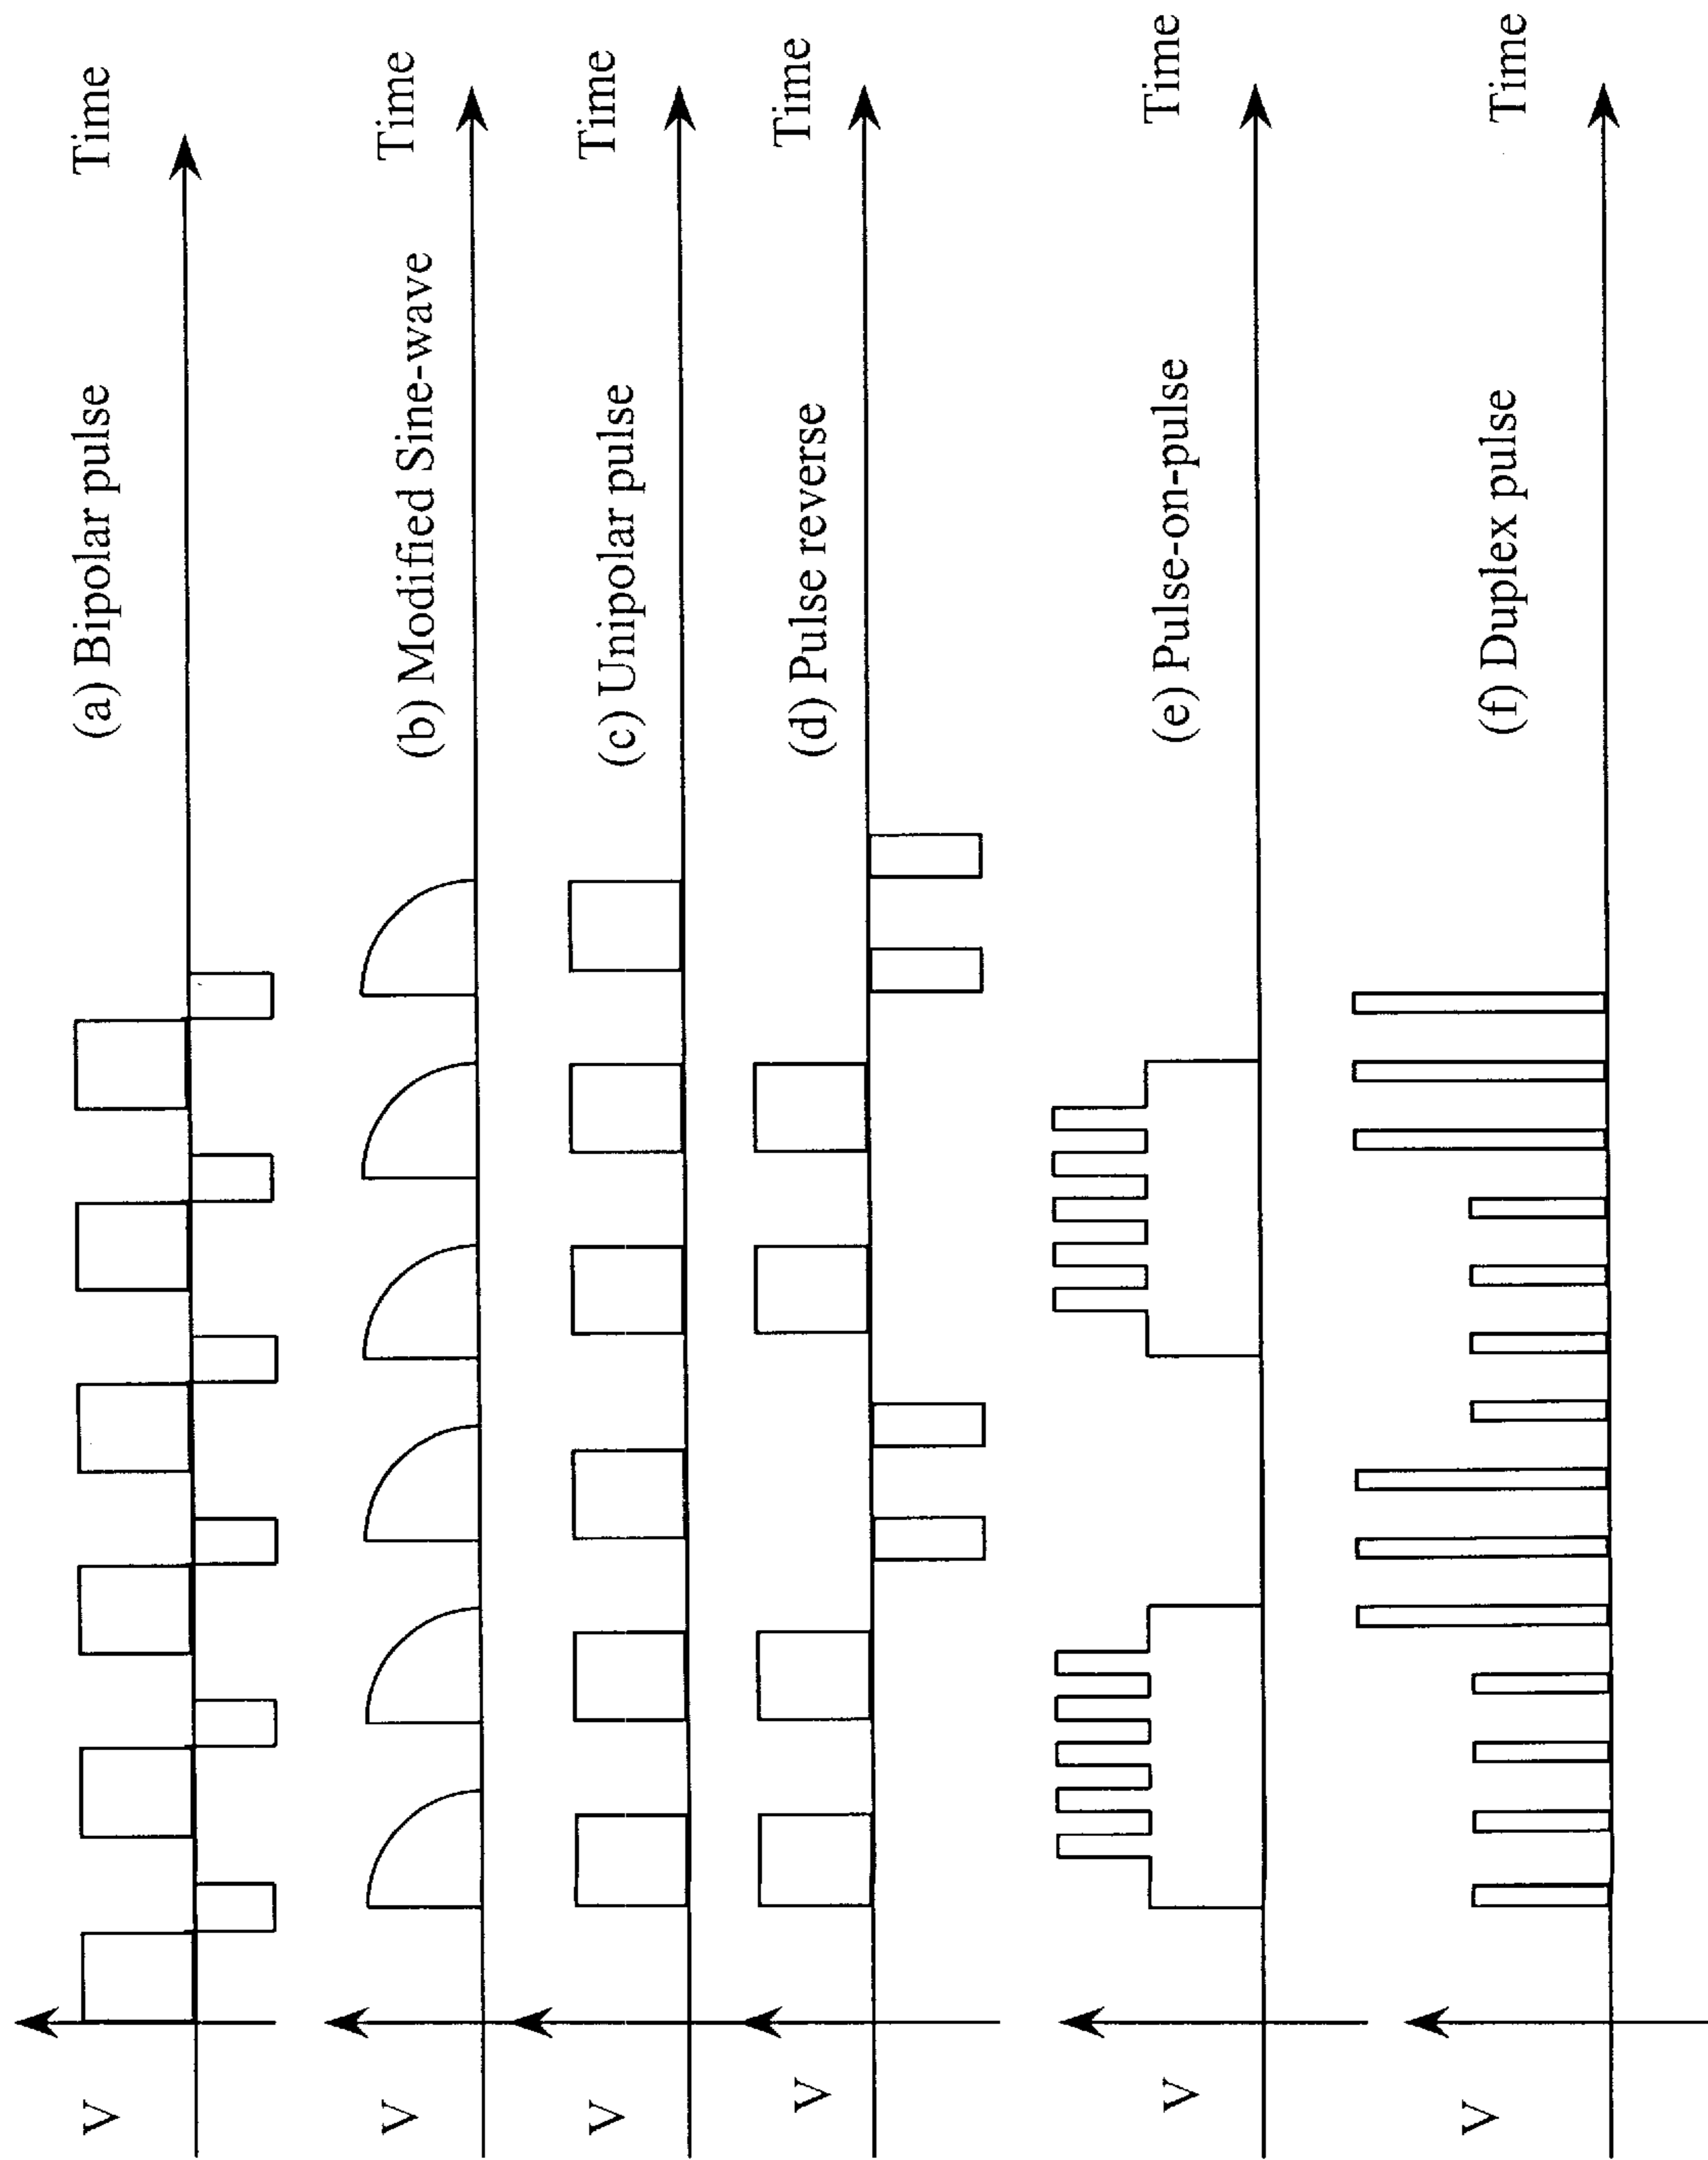 V
(a) Bipolar pulse
Time
V
(b) Modified Sine-wave
Time
V
(c) Unipolar pulse
Time
V
(d) Pulse reverse
Time
V
(e) Pulse-on-pulse
Time
V
(f) Duplex pulse
Time